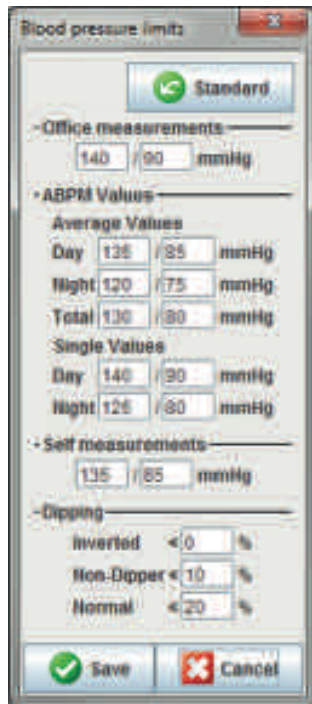 Blood pressure limits
Standard
Office measurements
140 / 90 mmHg
ABPM Values
Average Values
Day 135 / 85 mmHg
Night 120 / 75 mmHg
Total 130 / 80 mmHg
Single Values
Day 140 / 90 mmHg
Night 125 / 80 mmHg
Self measurements
135 / 85 mmHg
Dipping
Inverted < 0 %
Non-Dipper < 10 %
Normal < 20 %
Save Cancel